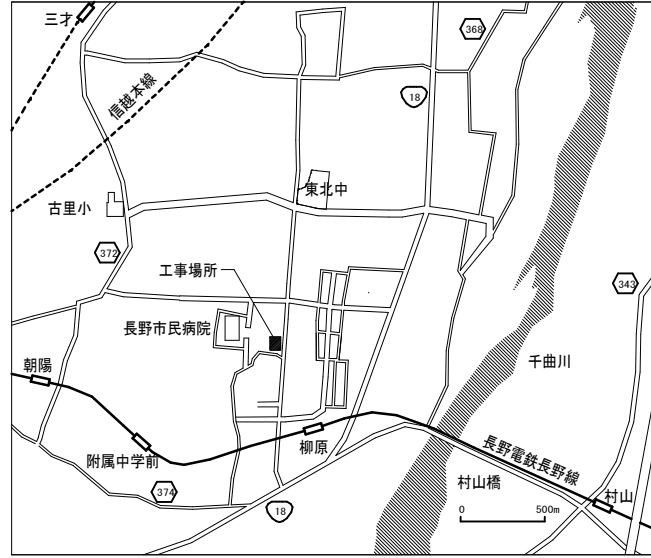 三才
368
信越本線
18
東北中
古里小
372
工事場所
343
長野市民病院
千曲川
朝陽
柳原
附属中学前
長野電鉄長野線
村山橋
374
18
村山
0 500m